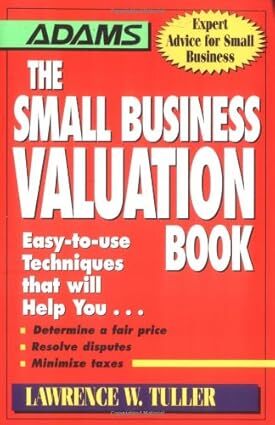 ADAMS
Expert
Advice for Small
Business
THE
SMALL BUSINESS
VALUATION
BOOK
Easy-to-use
Techniques
that will
Help You . . .
Determine a fair price
Resolve disputes
Minimize taxes
LAWRENCE W. TULLER